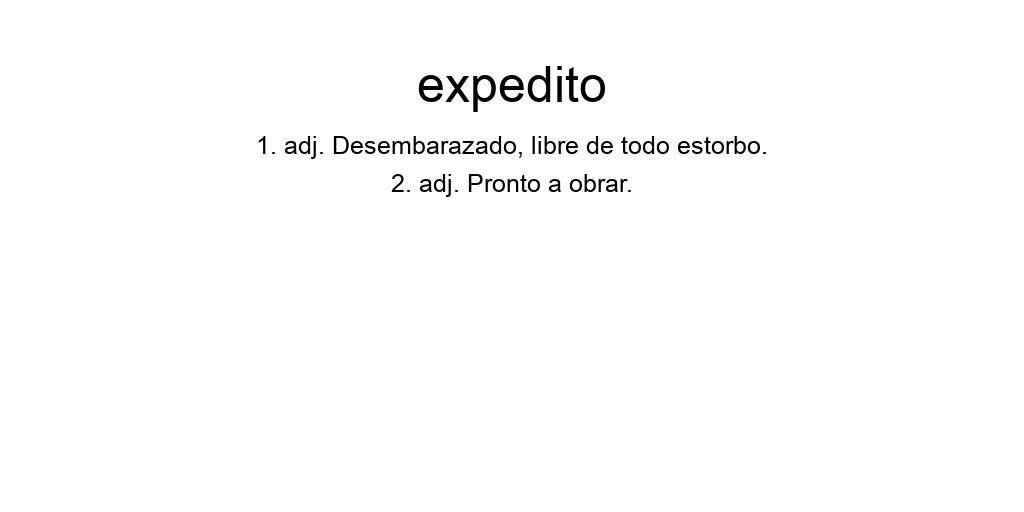 expedito
1. adj. Desembarazado, libre de todo estorbo.
2. adj. Pronto a obrar.